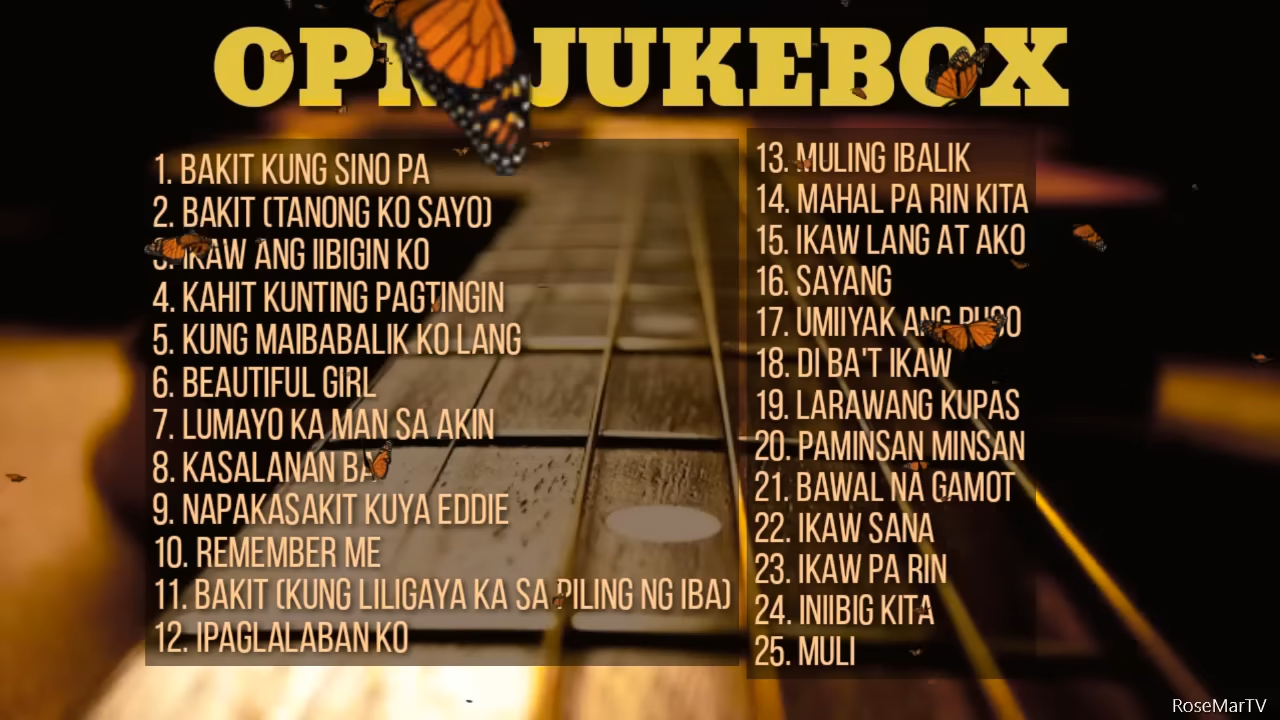 OPM JUKEBOX
1. BAKIT KUNG SINO PA
2. BAKIT (TANONG KO SAYO)
3. IKAW ANG IIBIGIN KO
4. KAHIT KUNTING PAGTINGIN
5. KUNG MAIBABALIK KO LANG
6. BEAUTIFUL GIRL
7. LUMAYO KA MAN SA AKIN
8. KASALANAN BA
9. NAPAKASAKIT KUYA EDDIE
10. REMEMBER ME
11. BAKIT (KUNG LILIGAYA KA SA PILING NG IBA)
12. IPAGLALABAN KO
13. MULING IBALIK
14. MAHAL PA RIN KITA
15. IKAW LANG AT AKO
16. SAYANG
17. UMIIYAK ANG PUSO
18. DI BA'T IKAW
19. LARAWANG KUPAS
20. PAMINSAN MINSAN
21. BAWAL NA GAMOT
22. IKAW SANA
23. IKAW PA RIN
24. INIIBIG KITA
25. MULI
RoseMarTV